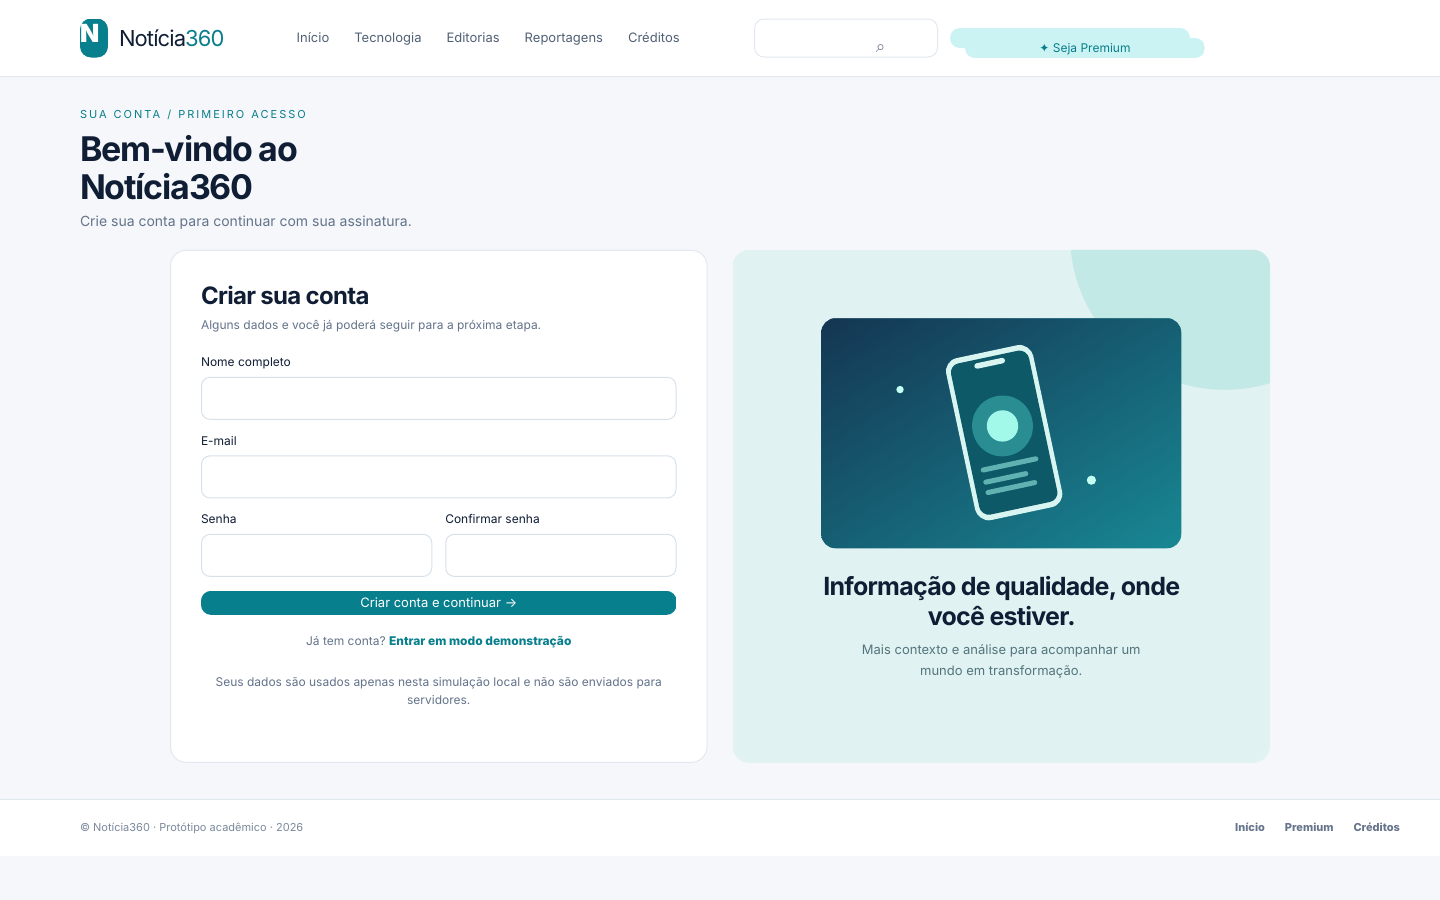 N Notícia360
Início Tecnologia Editorias Reportagens Créditos
✦ Seja Premium
SUA CONTA / PRIMEIRO ACESSO
Bem-vindo ao
Notícia360
Crie sua conta para continuar com sua assinatura.
Criar sua conta
Alguns dados e você já poderá seguir para a próxima etapa.
Nome completo
E-mail
Senha Confirmar senha
Criar conta e continuar →
Já tem conta? Entrar em modo demonstração
Seus dados são usados apenas nesta simulação local e não são enviados para
servidores.
Informação de qualidade, onde
você estiver.
Mais contexto e análise para acompanhar um
mundo em transformação.
© Notícia360 · Protótipo acadêmico · 2026
Início Premium Créditos